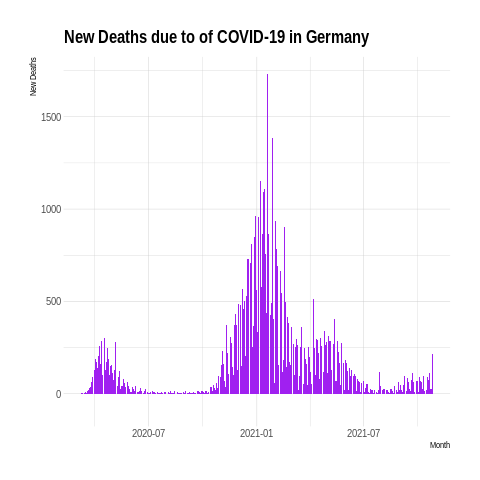 New Deaths due to of COVID-19 in Germany
New Deaths
1500
1000
500
0
2020-07
2021-01
2021-07
Month